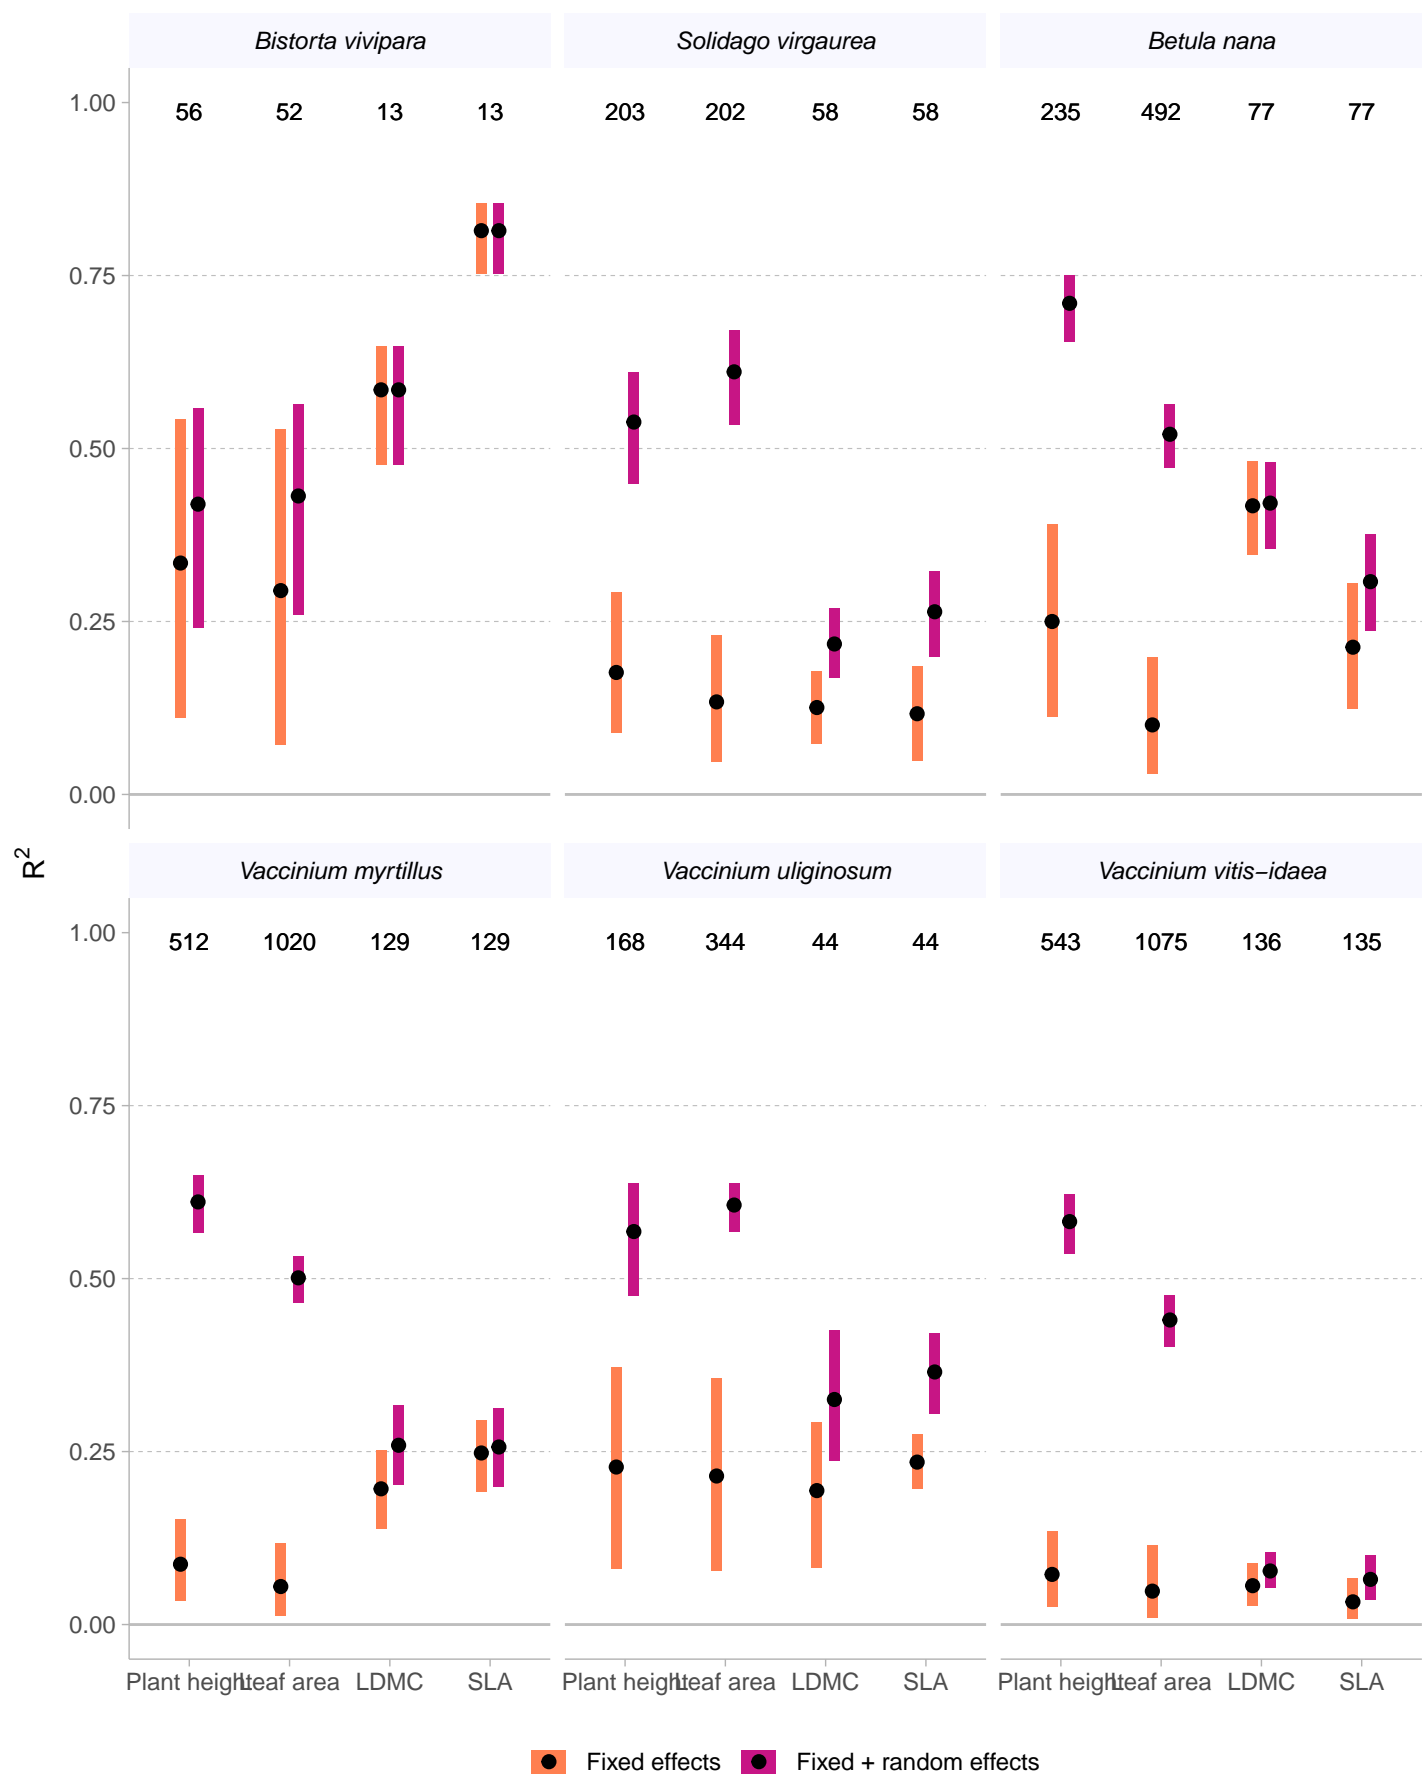 Bistorta vivipara Solidago virgaurea Betula nana
1.00 56 52 13 13 203 202 58 58 235 492 77 77
0.75
0.50
0.25
0.00
R2
Vaccinium myrtillus Vaccinium uliginosum Vaccinium vitis−idaea
1.00 512 1020 129 129 168 344 44 44 543 1075 136 135
0.75
0.50
0.25
0.00
Plant height Leaf area LDMC SLA Plant height Leaf area LDMC SLA Plant height Leaf area LDMC SLA
Fixed effects Fixed + random effects